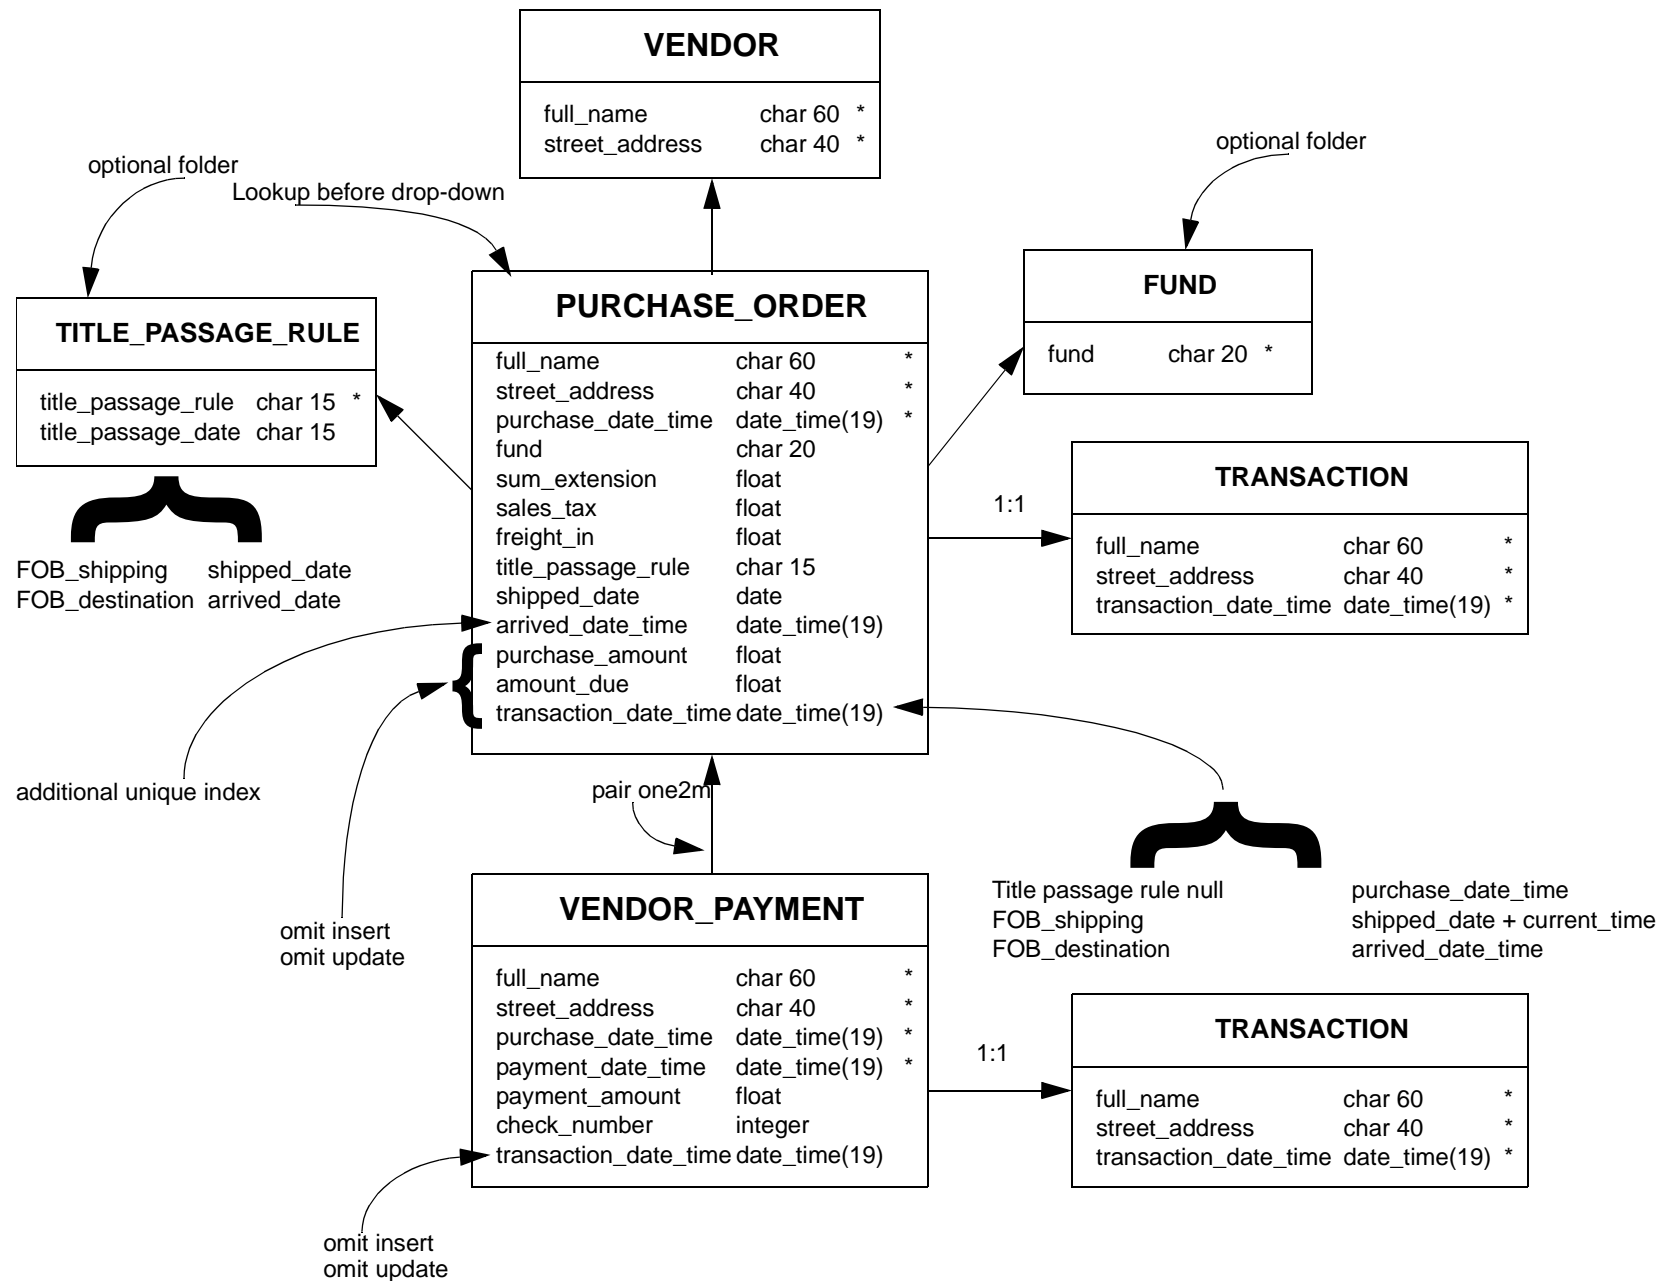 VENDOR
full_name char 60 *
street_address char 40 *
optional folder
Lookup before drop-down
optional folder
TITLE_PASSAGE_RULE
title_passage_rule char 15 *
title_passage_date char 15
FOB_shipping shipped_date
FOB_destination arrived_date
PURCHASE_ORDER
full_name char 60 *
street_address char 40 *
purchase_date_time date_time(19) *
fund char 20
sum_extension float
sales_tax float
freight_in float
title_passage_rule char 15
shipped_date date
arrived_date_time date_time(19)
purchase_amount float
amount_due float
transaction_date_time date_time(19)
FUND
fund char 20 *
1:1
TRANSACTION
full_name char 60 *
street_address char 40 *
transaction_date_time date_time(19) *
additional unique index
pair one2m
omit insert
omit update
Title passage rule null purchase_date_time
FOB_shipping shipped_date + current_time
FOB_destination arrived_date_time
VENDOR_PAYMENT
full_name char 60 *
street_address char 40 *
purchase_date_time date_time(19) *
payment_date_time date_time(19) *
payment_amount float
check_number integer
transaction_date_time date_time(19)
1:1
TRANSACTION
full_name char 60 *
street_address char 40 *
transaction_date_time date_time(19) *
omit insert
omit update